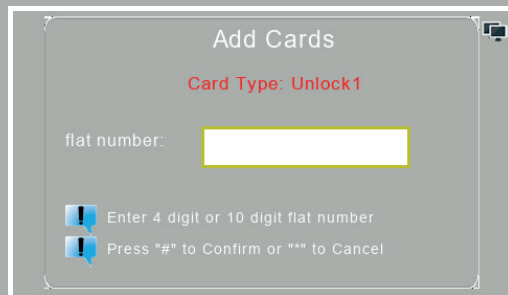 Add Cards
Card Type: Unlock1
flat number:
Enter 4 digit or 10 digit flat number
Press "#" to Confirm or "*" to Cancel